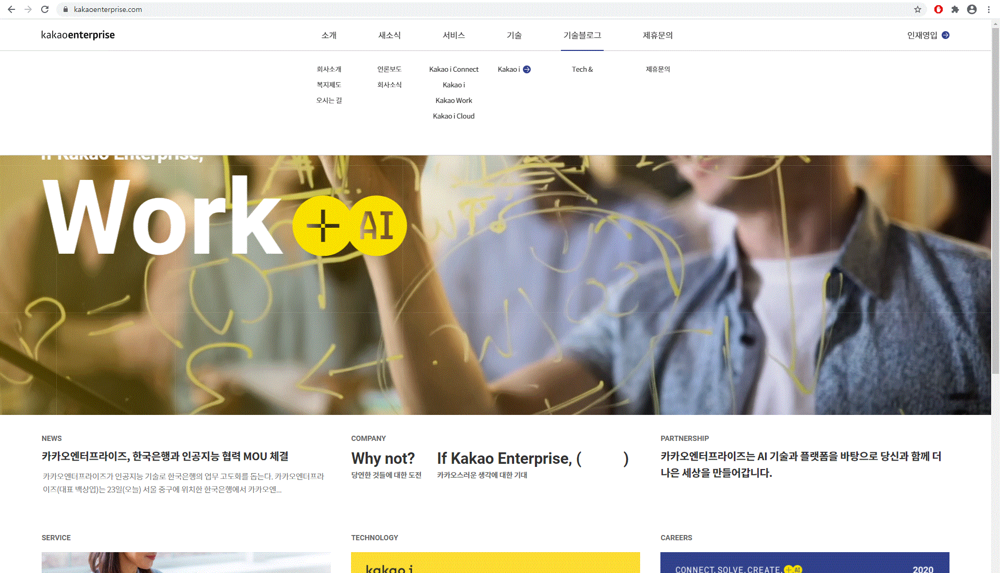 kakaoenterprise.com
kakaoenterprise
소개
새소식
서비스
기술
기술블로그
제휴문의
인재영입
회사소개
복지제도
오시는 길
언론보도
회사소식
Kakao i Connect
Kakao i
Kakao Work
Kakao i Cloud
Kakao i
Tech &
제휴문의
If Kakao Enterprise,
Work + AI
NEWS
카카오엔터프라이즈, 한국은행과 인공지능 협력 MOU 체결
카카오엔터프라이즈가 인공지능 기술로 한국은행의 업무 고도화를 돕는다. 카카오엔터프라
이즈(대표 백상엽)는 23일(오늘) 서울 중구에 위치한 한국은행에서 카카오엔...
COMPANY
Why not?
당연한 것들에 대한 도전
If Kakao Enterprise, ( )
카카오스러운 생각에 대한 기대
PARTNERSHIP
카카오엔터프라이즈는 AI 기술과 플랫폼을 바탕으로 당신과 함께 더
나은 세상을 만들어갑니다.
SERVICE
TECHNOLOGY
kakao i
CAREERS
CONNECT. SOLVE. CREATE. + AI
2020